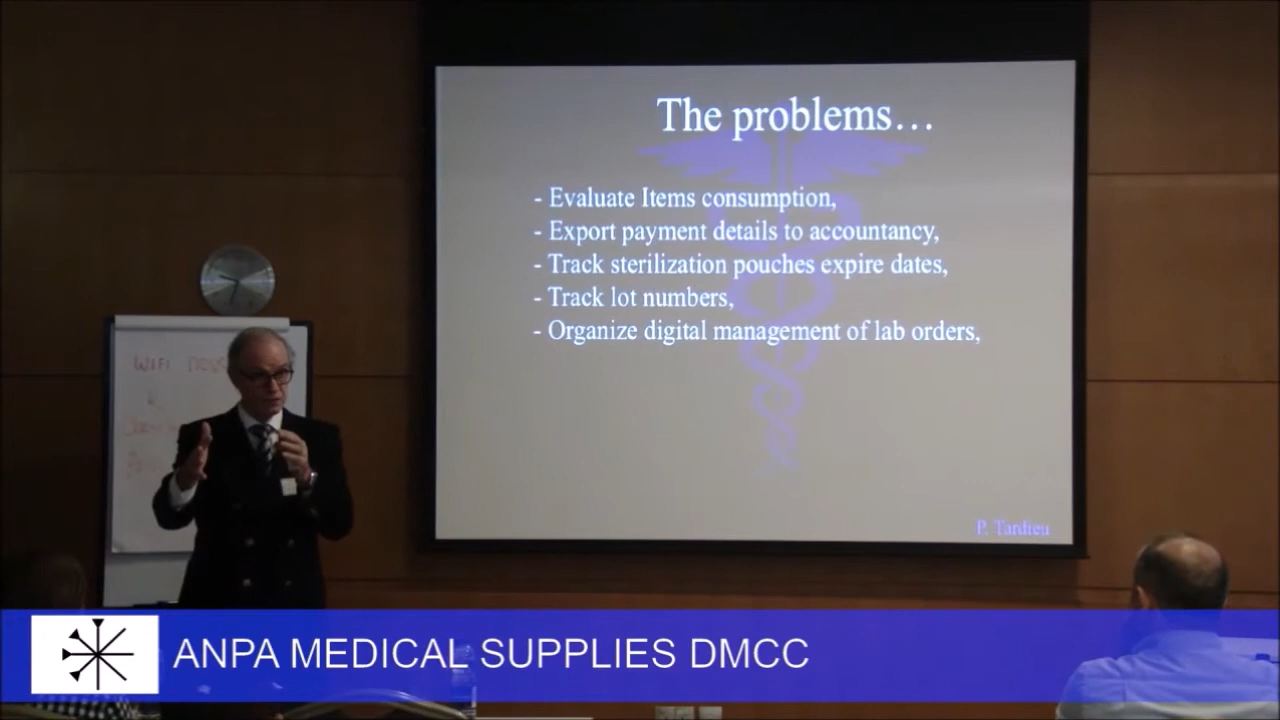 The problems…
- Evaluate Items consumption,
- Export payment details to accountancy,
- Track sterilization pouches expire dates,
- Track lot numbers,
- Organize digital management of lab orders,
P. Tardieu
WIFI
ANPA MEDICAL SUPPLIES DMCC